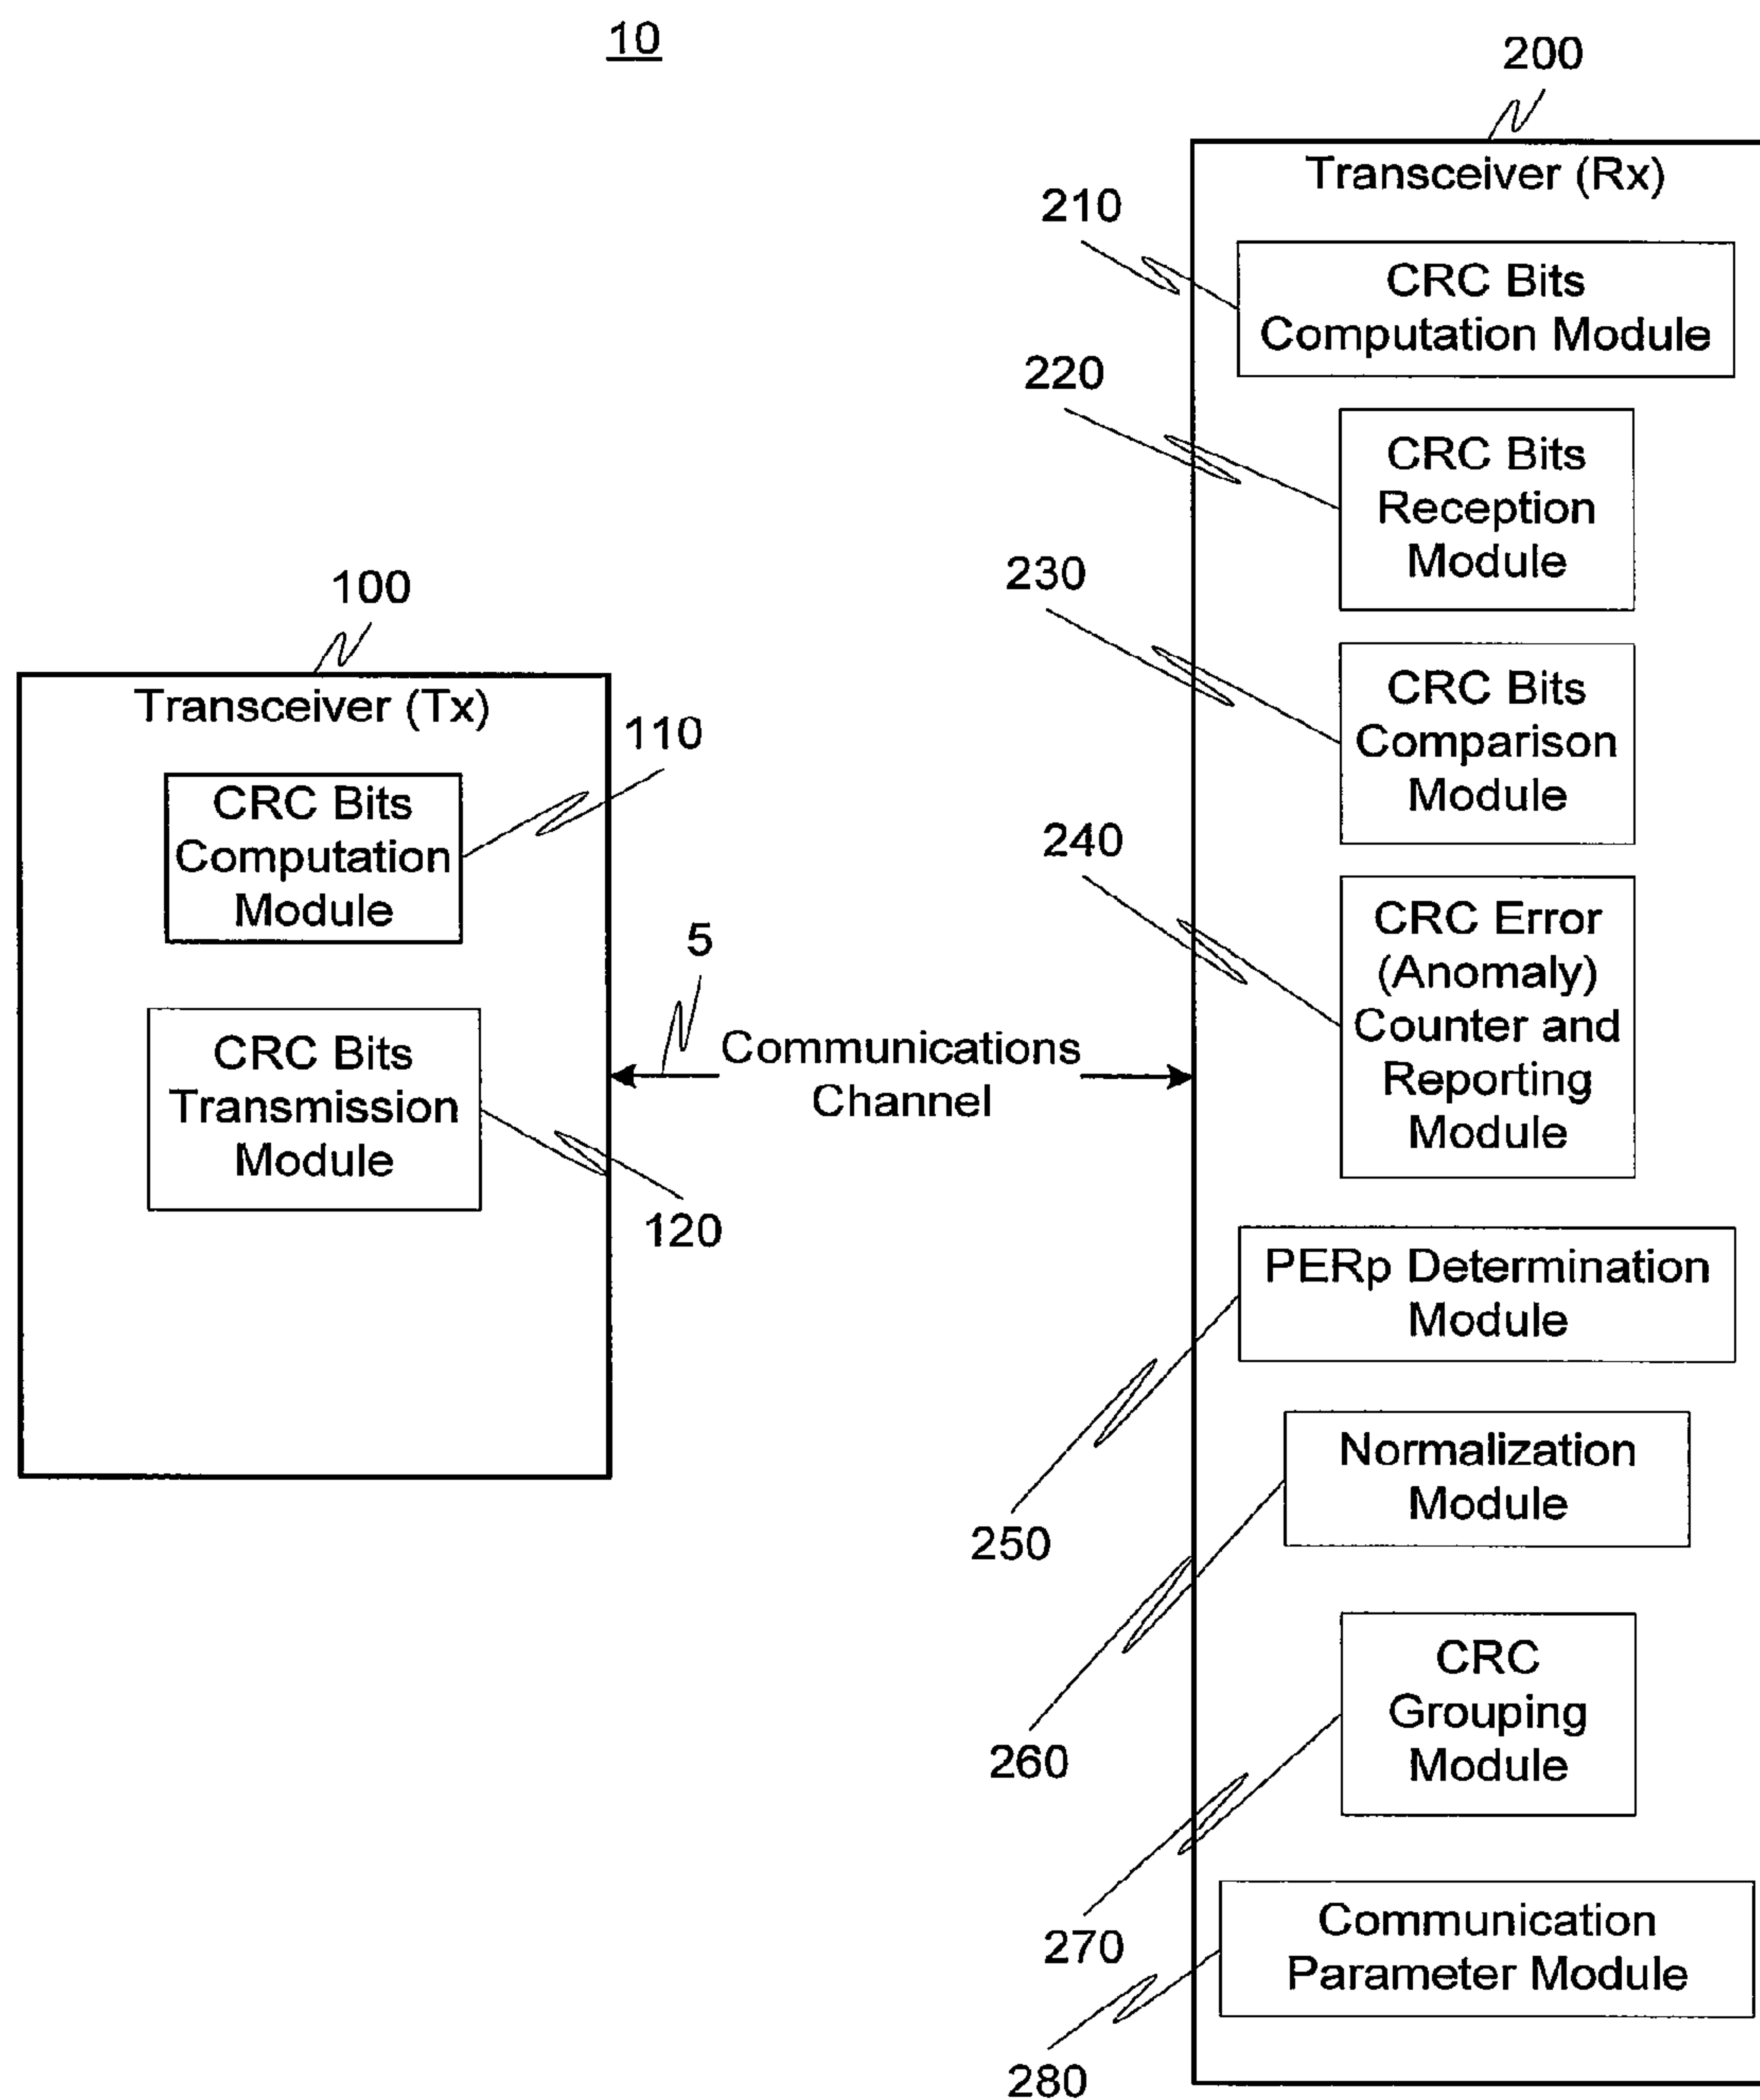 10
200
Transceiver (Rx)
210
CRC Bits
Computation Module
220
CRC Bits
Reception
Module
230
CRC Bits
Comparison
Module
240
CRC Error
(Anomaly)
Counter and
Reporting
Module
100
Transceiver (Tx)
110
CRC Bits
Computation
Module
5
Communications
Channel
CRC Bits
Transmission
Module
120
PERp Determination
Module
250
Normalization
Module
260
CRC
Grouping
Module
270
Communication
Parameter Module
280